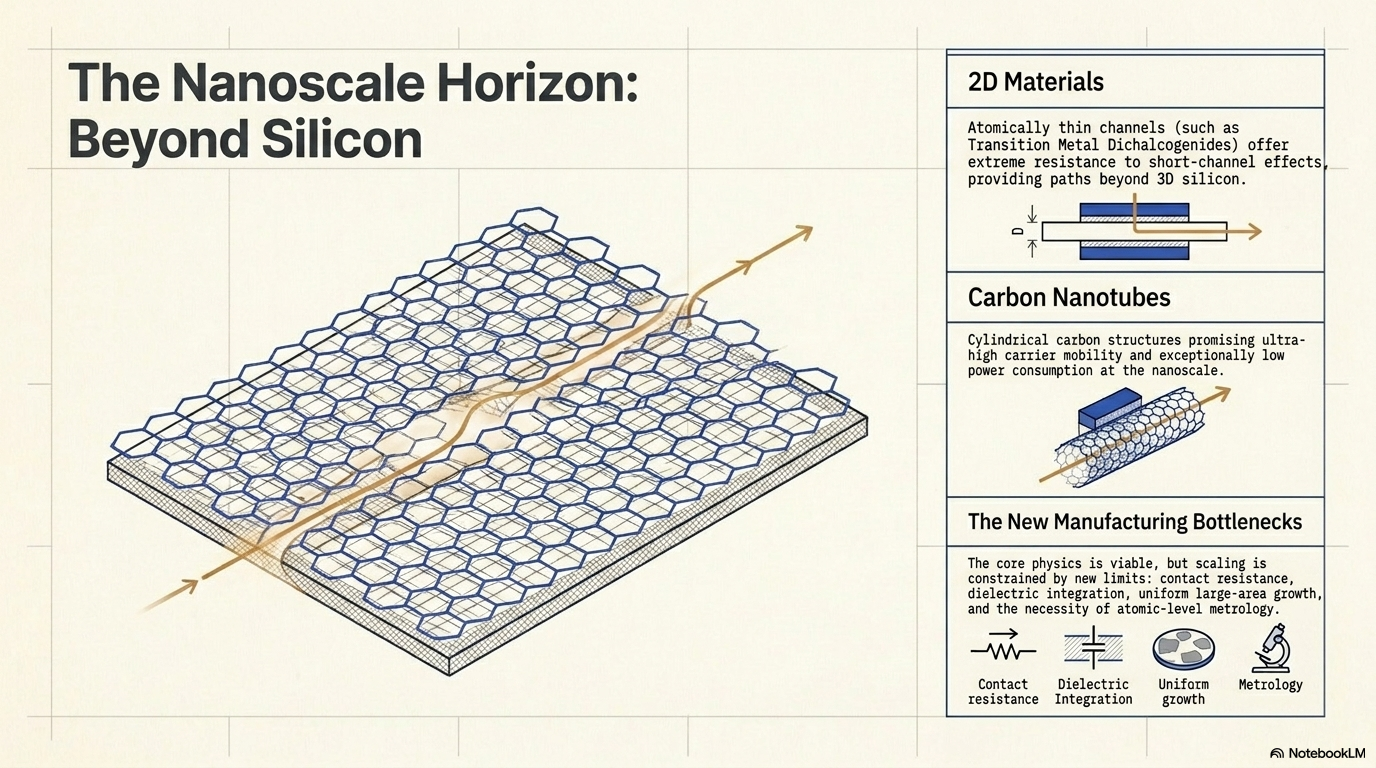 The Nanoscale Horizon:
Beyond Silicon
2D Materials
Atomically thin channels (such as
Transition Metal Dichalcogenides) offer
extreme resistance to short-channel effects,
providing paths beyond 3D silicon.
D
Carbon Nanotubes
Cylindrical carbon structures promising ultra-
high carrier mobility and exceptionally low
power consumption at the nanoscale.
The New Manufacturing Bottlenecks
The core physics is viable, but scaling is
constrained by new limits: contact resistance,
dielectric integration, uniform large-area growth,
and the necessity of atomic-level metrology.
Contact
resistance
Dielectric
Integration
Uniform
growth
Metrology
NotebookLM